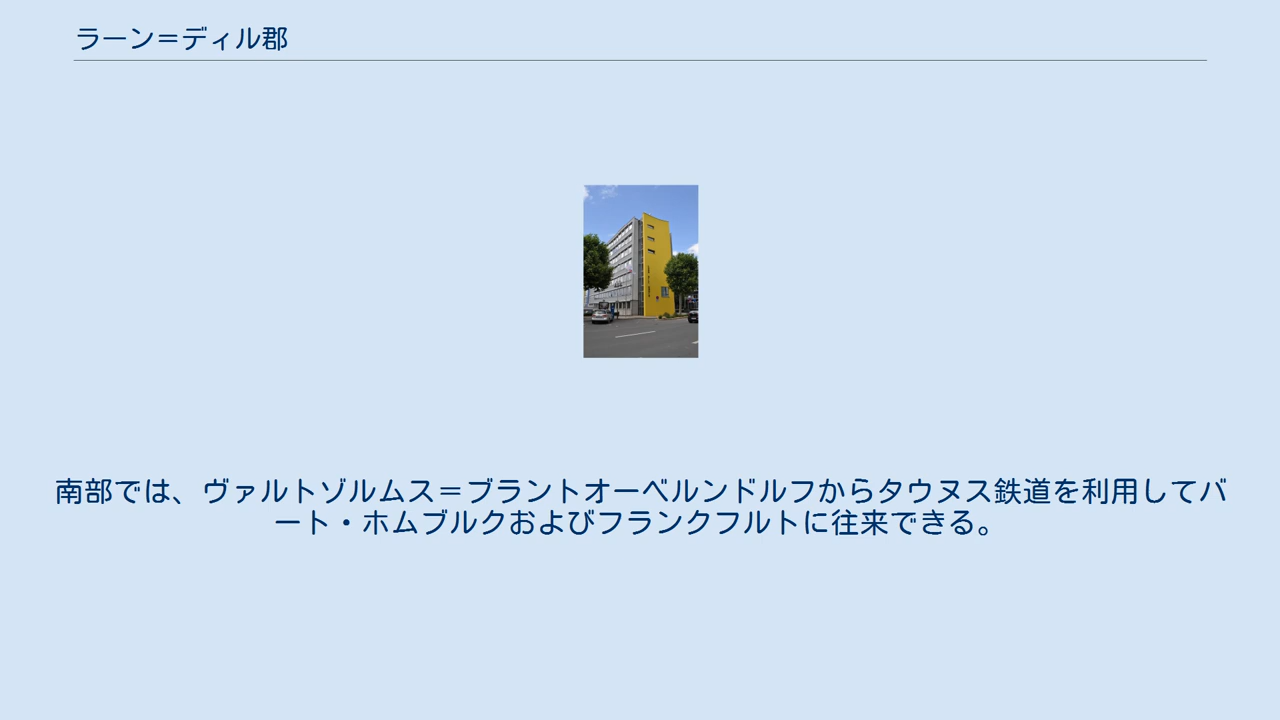 ラーン＝ディル郡
南部では、ヴァルトゾルムス＝ブラントオーベルンドルフからタウヌス鉄道を利用してバ
ート・ホムブルクおよびフランクフルトに往来できる。